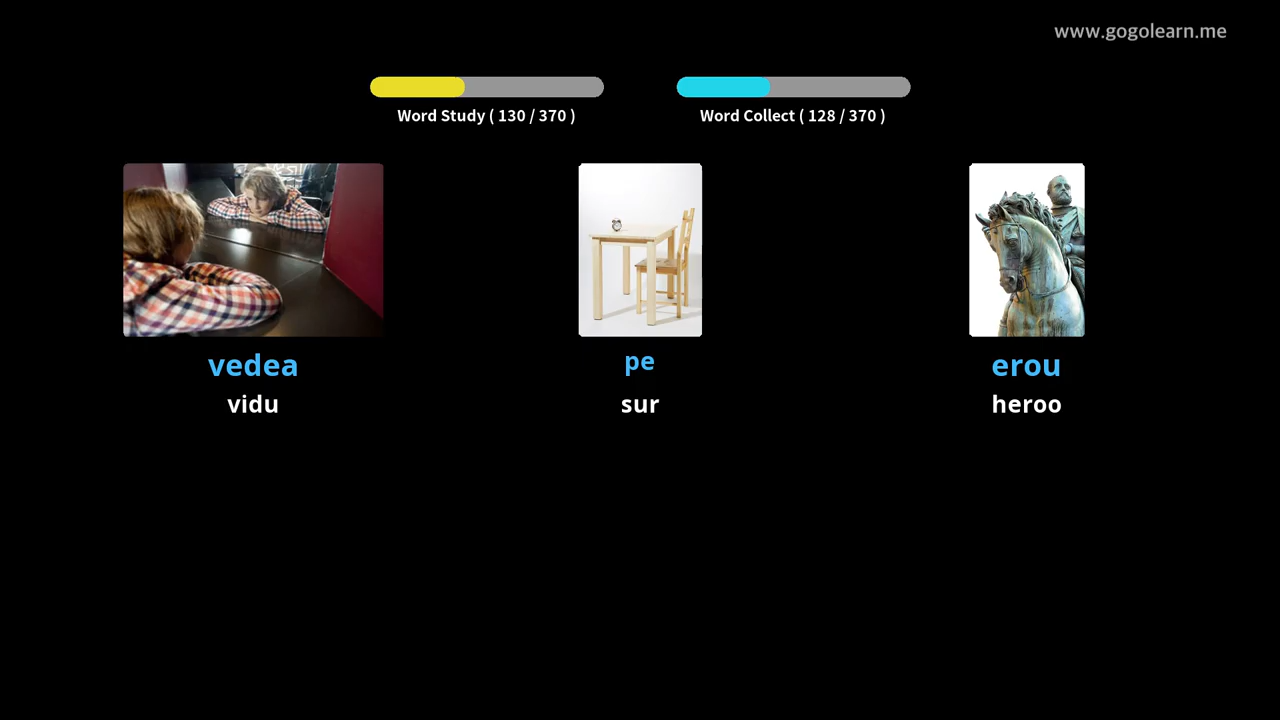 www.gogolearn.me
Word Study ( 130 / 370 )
Word Collect ( 128 / 370 )
vedea
vidu
pe
sur
erou
heroo